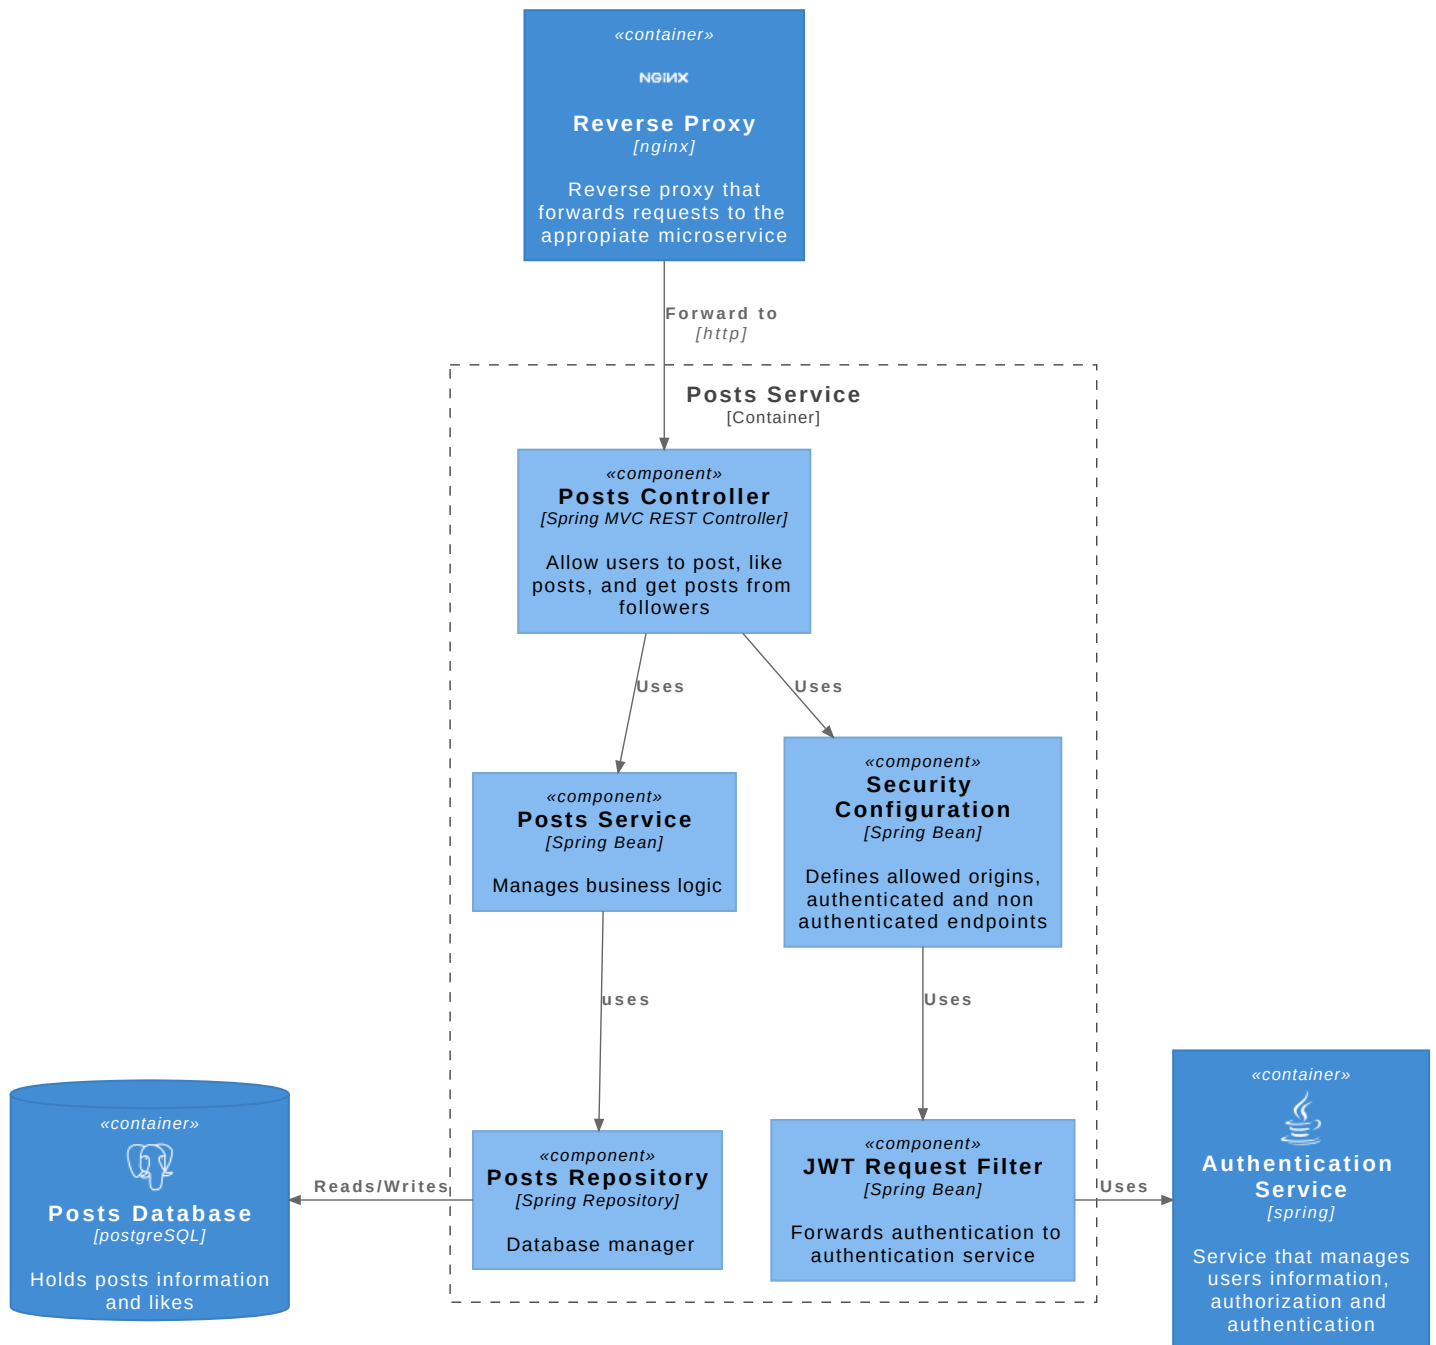 «container»
NGINX
Reverse Proxy
[nginx]
Reverse proxy that
forwards requests to the
appropiate microservice
Forward to
[http]
Posts Service
[Container]
«component»
Posts Controller
[Spring MVC REST Controller]
Allow users to post, like
posts, and get posts from
followers
Uses
Uses
«component»
Posts Service
[Spring Bean]
Manages business logic
«component»
Security
Configuration
[Spring Bean]
Defines allowed origins,
authenticated and non
authenticated endpoints
uses
Uses
«container»
Posts Database
[postgreSQL]
Holds posts information
and likes
Reads/Writes
«component»
Posts Repository
[Spring Repository]
Database manager
«component»
JWT Request Filter
[Spring Bean]
Forwards authentication to
authentication service
Uses
«container»
Authentication
Service
[spring]
Service that manages
users information,
authorization and
authentication